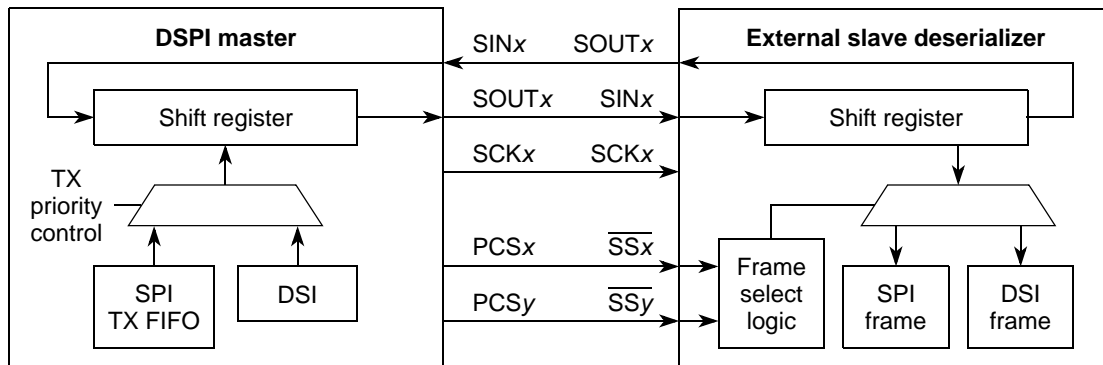 DSPI master
SINx SOUTx
External slave deserializer
Shift register
SOUTx SINx
Shift register
SCKx SCKx
TX
priority
control
PCSx SSx
PCSy SSy
SPI
TX FIFO
DSI
Frame
select
logic
SPI
frame
DSI
frame